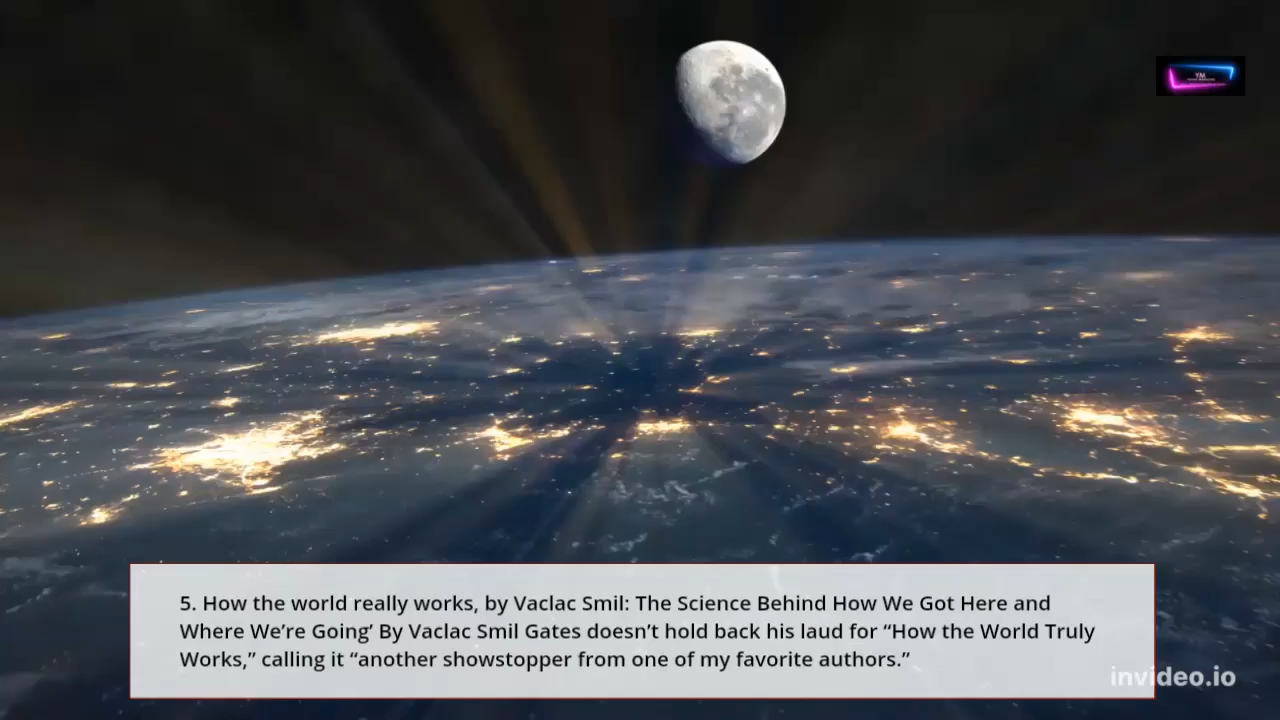 YM
5. How the world really works, by Vaclac Smil: The Science Behind How We Got Here and
Where We’re Going’ By Vaclac Smil Gates doesn’t hold back his laud for “How the World Truly
Works,” calling it “another showstopper from one of my favorite authors.”
invideo.io